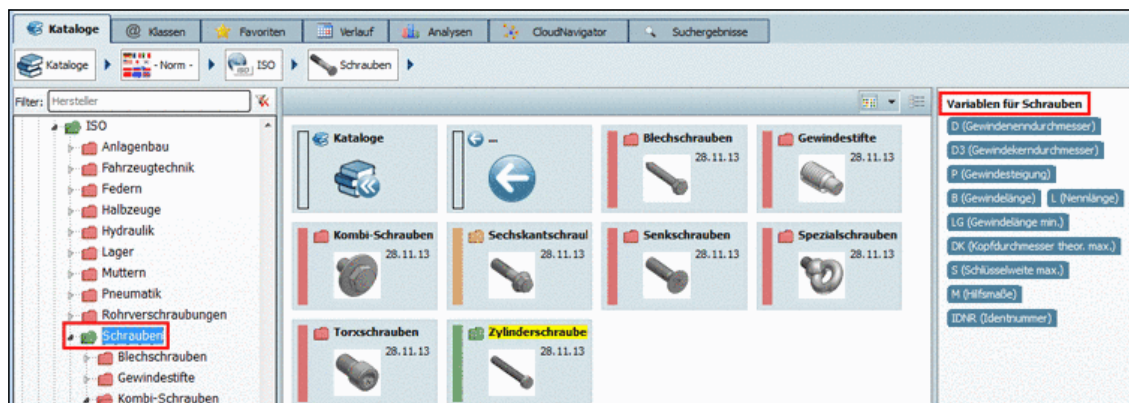 Kataloge
Klassen
Favoriten
Verlauf
Analysen
CloudNavigator
Suchergebnisse
Kataloge
- Norm -
ISO
Schrauben
Filter: Hersteller
ISO
Anlagenbau
Fahrzeugtechnik
Federn
Halbzeuge
Hydraulik
Lager
Muttern
Pneumatik
Rohrverschraubungen
Schrauben
Blechschrauben
Gewindestifte
Kombi-Schrauben
Kataloge
...
Blechschrauben
28.11.13
Gewindestifte
28.11.13
Kombi-Schrauben
28.11.13
Sechskantschraul
28.11.13
Senkschrauben
28.11.13
Spezialschrauben
28.11.13
Torxschrauben
28.11.13
Zylinderschraube
28.11.13
Variablen für Schrauben
D (Gewindenenndurchmesser)
D3 (Gewindekerndurchmesser)
P (Gewindesteigung)
B (Gewindelänge) L (Nennlänge)
LG (Gewindelänge min.)
DK (Kopfdurchmesser theor. max.)
S (Schlüsselweite max.)
M (Hilfsmaße)
IDNR (Identnummer)